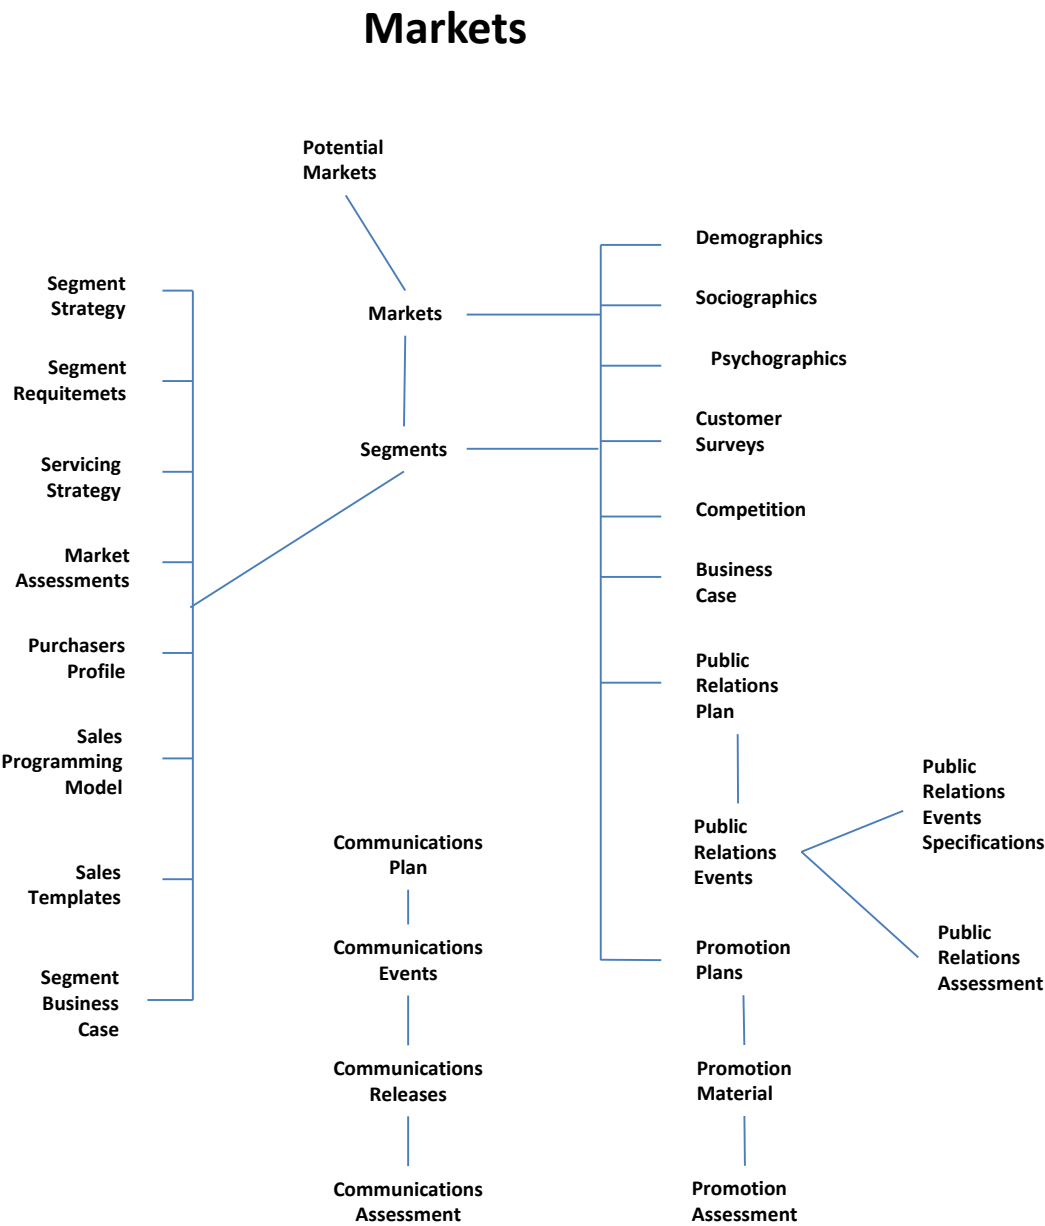 Markets
Potential
Markets
Markets
Segments
Segment
Strategy
Segment
Requitemets
Servicing
Strategy
Market
Assessments
Purchasers
Profile
Sales
Programming
Model
Sales
Templates
Segment
Business
Case
Communications
Plan
Communications
Events
Communications
Releases
Communications
Assessment
Demographics
Sociographics
Psychographics
Customer
Surveys
Competition
Business
Case
Public
Relations
Plan
Public
Relations
Events
Public
Relations
Events
Specifications
Public
Relations
Assessment
Promotion
Plans
Promotion
Material
Promotion
Assessment